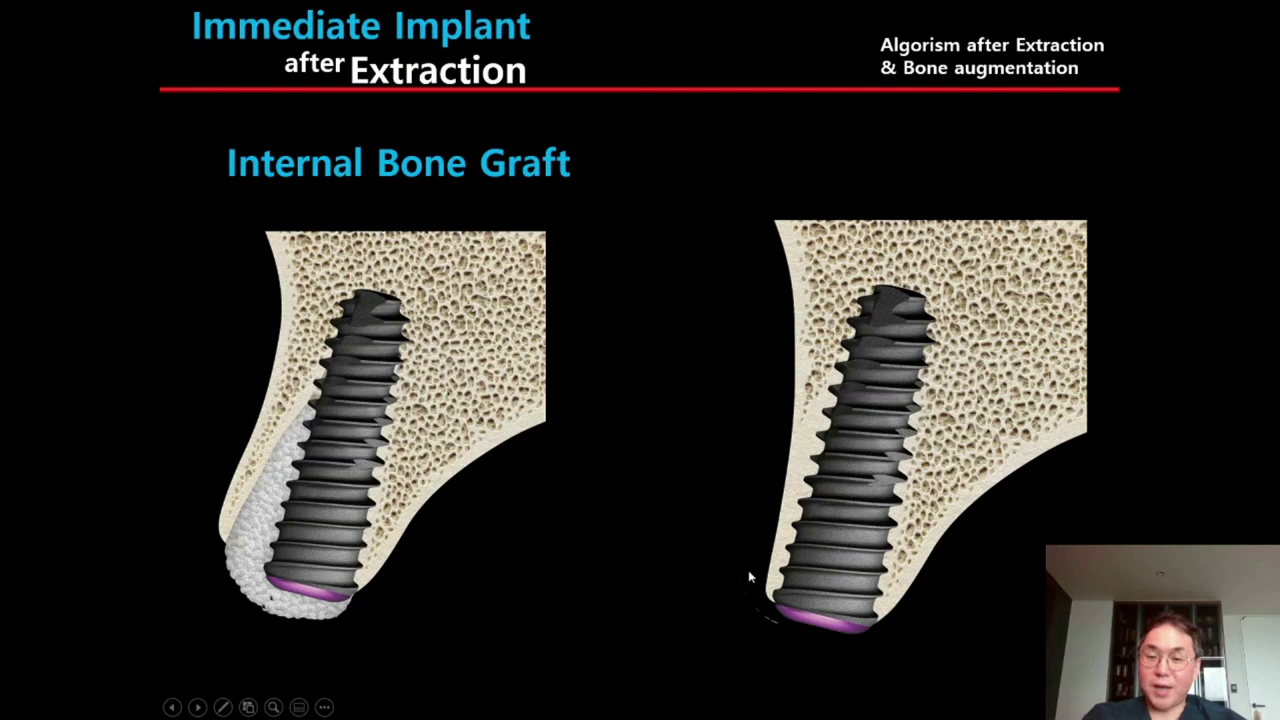 Immediate Implant
after Extraction
Algorism after Extraction
& Bone augmentation
Internal Bone Graft